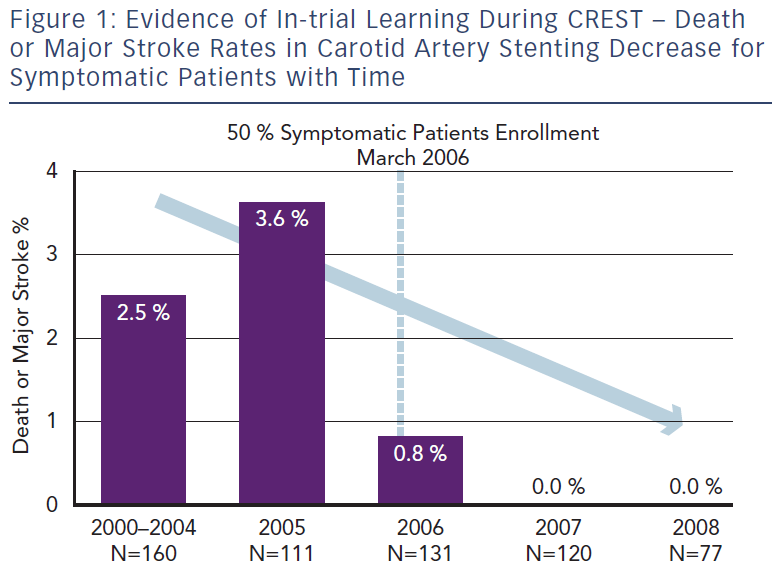 Figure 1: Evidence of In-trial Learning During CREST – Death
or Major Stroke Rates in Carotid Artery Stenting Decrease for
Symptomatic Patients with Time
50 % Symptomatic Patients Enrollment
March 2006
Death or Major Stroke %
4
3
2
1
0
2.5 %
3.6 %
0.8 %
0.0 %
0.0 %
2000–2004
N=160
2005
N=111
2006
N=131
2007
N=120
2008
N=77